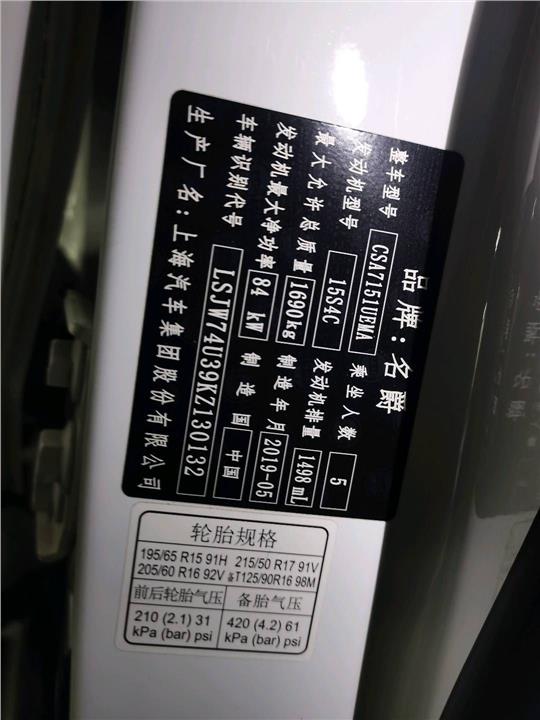 品牌:名爵
整车型号 CSA7151UEMA 乘坐人数 5
发动机型号 15S4C 发动机排量 1498 mL
最大允许总质量 1690kg 制造年月 2019-05
发动机最大净功率 84 kW 制造国 中国
车辆识别代号 LSJW74U39KZ130132
生产厂名:上海汽车集团股份有限公司
轮胎规格
195/65 R15 91H 215/50 R17 91V
205/60 R16 92V 备T125/90R16 98M
前后轮胎气压 备胎气压
210 (2.1) 31 420 (4.2) 61
kPa (bar) psi kPa (bar) psi